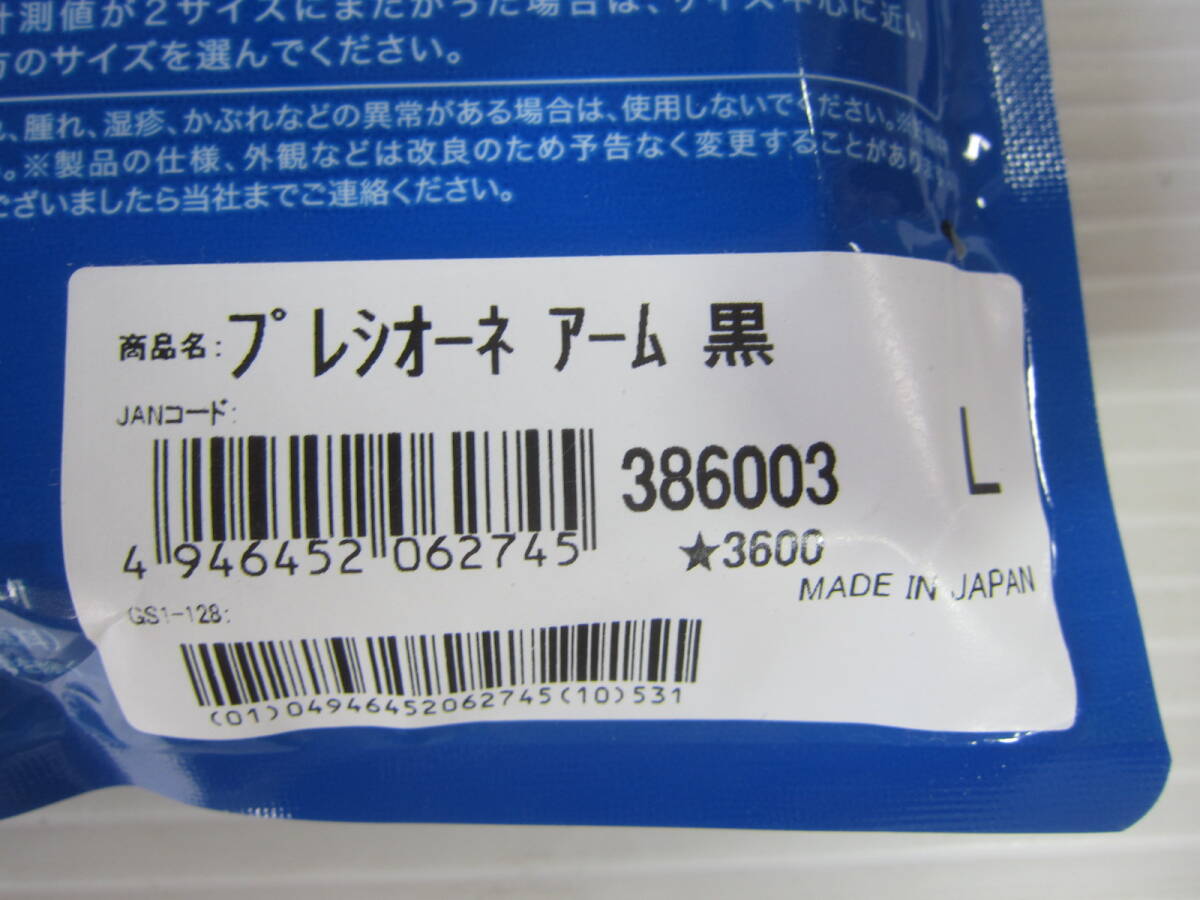 計測値が２サイズにまたがった場合は、サイズ中心に近い
方のサイズを選んでください。
れ、腫れ、湿疹、かぶれなどの異常がある場合は、使用しないでください。※
。※製品の仕様、外観などは改良のため予告なく変更することがあります
ございましたら当社までご連絡ください。
商品名: ﾌﾟﾚｼｵｰﾈ ｱｰﾑ 黒
JANコード:
386003 L
4 946452 062745
★3600
MADE IN JAPAN
GS1-128:
(01)04946452062745(10)531